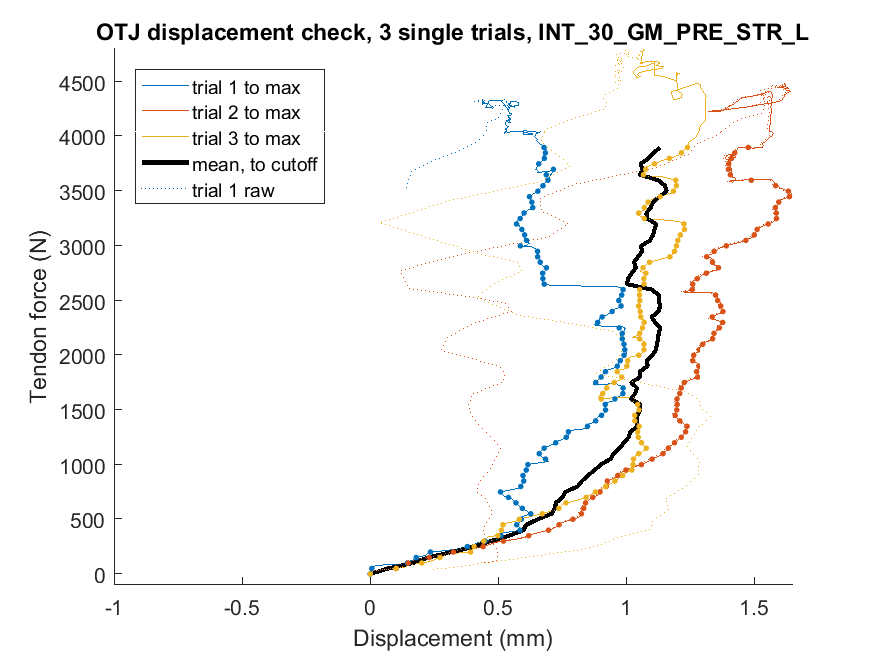 OTJ displacement check, 3 single trials, INT_30_GM_PRE_STR_L
trial 1 to max
trial 2 to max
trial 3 to max
mean, to cutoff
trial 1 raw
4500
4000
3500
3000
2500
2000
1500
1000
500
0
Tendon force (N)
-1
-0.5
0
0.5
1
1.5
Displacement (mm)